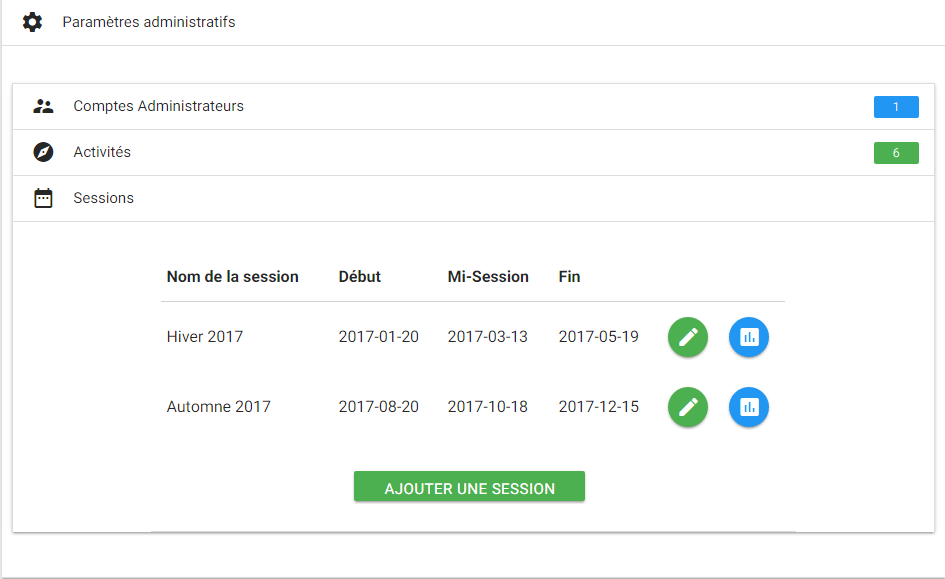 Paramètres administratifs
Comptes Administrateurs 1
Activités 6
Sessions
Nom de la session Début Mi-Session Fin
Hiver 2017 2017-01-20 2017-03-13 2017-05-19
Automne 2017 2017-08-20 2017-10-18 2017-12-15
AJOUTER UNE SESSION